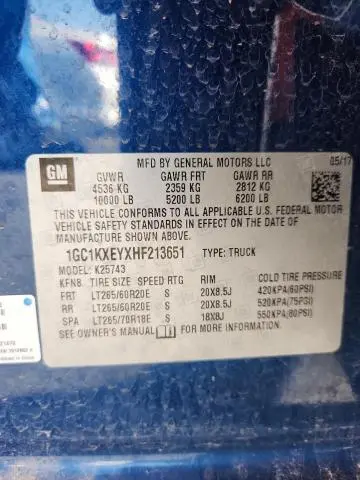 MFD BY GENERAL MOTORS LLC 05/17
GM
GVWR GAWR FRT GAWR RR
4536 KG 2359 KG 2812 KG
10000 LB 5200 LB 6200 LB
THIS VEHICLE CONFORMS TO ALL APPLICABLE U.S. FEDERAL MOTOR
VEHICLE SAFETY STANDARDS IN EFFECT ON THE DATE OF
MANUFACTURE SHOWN ABOVE.
1GC1KXEYXHF213651 TYPE: TRUCK
MODEL: K25743
KFNB TIRE SIZE SPEED RTG RIM COLD TIRE PRESSURE
FRT LT265/60R20E S 20X8.5J 420KPA(60PSI)
RR LT265/60R20E S 20X8.5J 520KPA(75PSI)
SPA LT265/70R18E S 18X8J 550KPA(80PSI)
SEE OWNER'S MANUAL